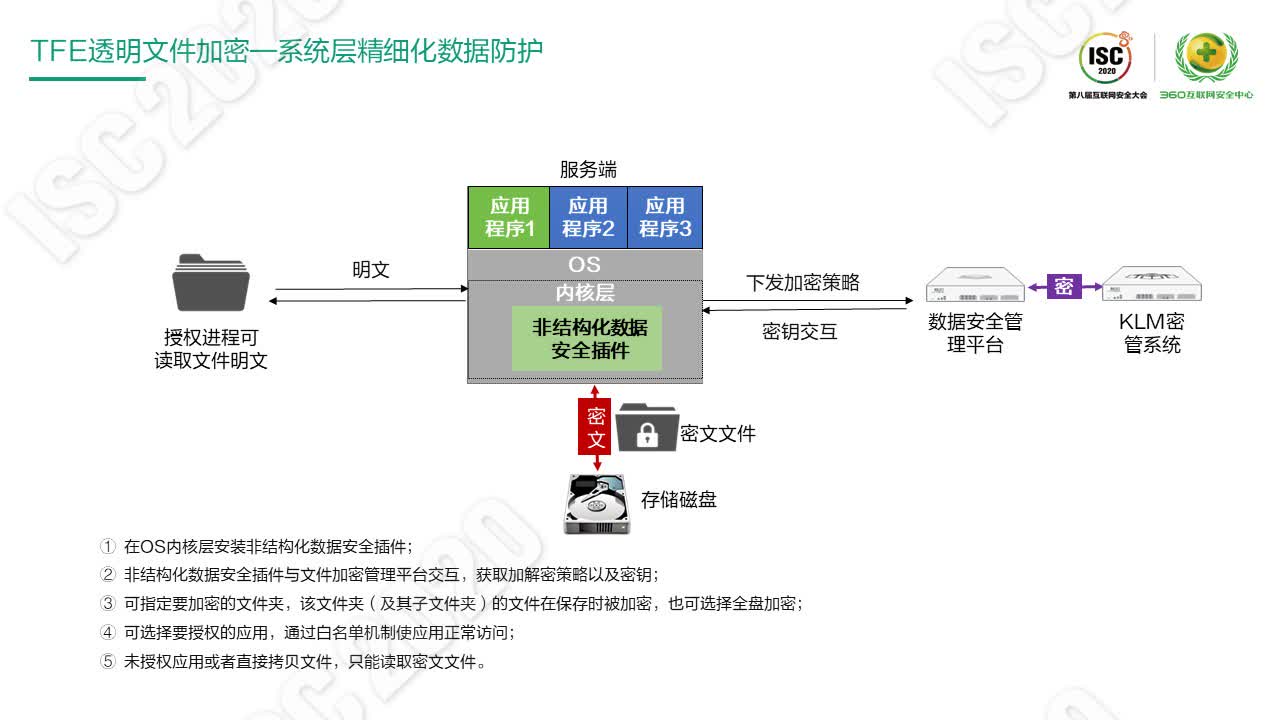 TFE透明文件加密—系统层精细化数据防护
ISC
2020
第八届互联网安全大会
360互联网安全中心
服务端
应用
程序1
应用
程序2
应用
程序3
OS
内核层
非结构化数据
安全插件
明文
授权进程可
读取文件明文
下发加密策略
密钥交互
数据安全管
理平台
密
KLM密
管系统
密
文
密文文件
存储磁盘
① 在OS内核层安装非结构化数据安全插件；
② 非结构化数据安全插件与文件加密管理平台交互，获取加解密策略以及密钥；
③ 可指定要加密的文件夹，该文件夹（及其子文件夹）的文件在保存时被加密，也可选择全盘加密；
④ 可选择要授权的应用，通过白名单机制使应用正常访问；
⑤ 未授权应用或者直接拷贝文件，只能读取密文文件。
ISC 2020
ISC 2020
ISC 2020